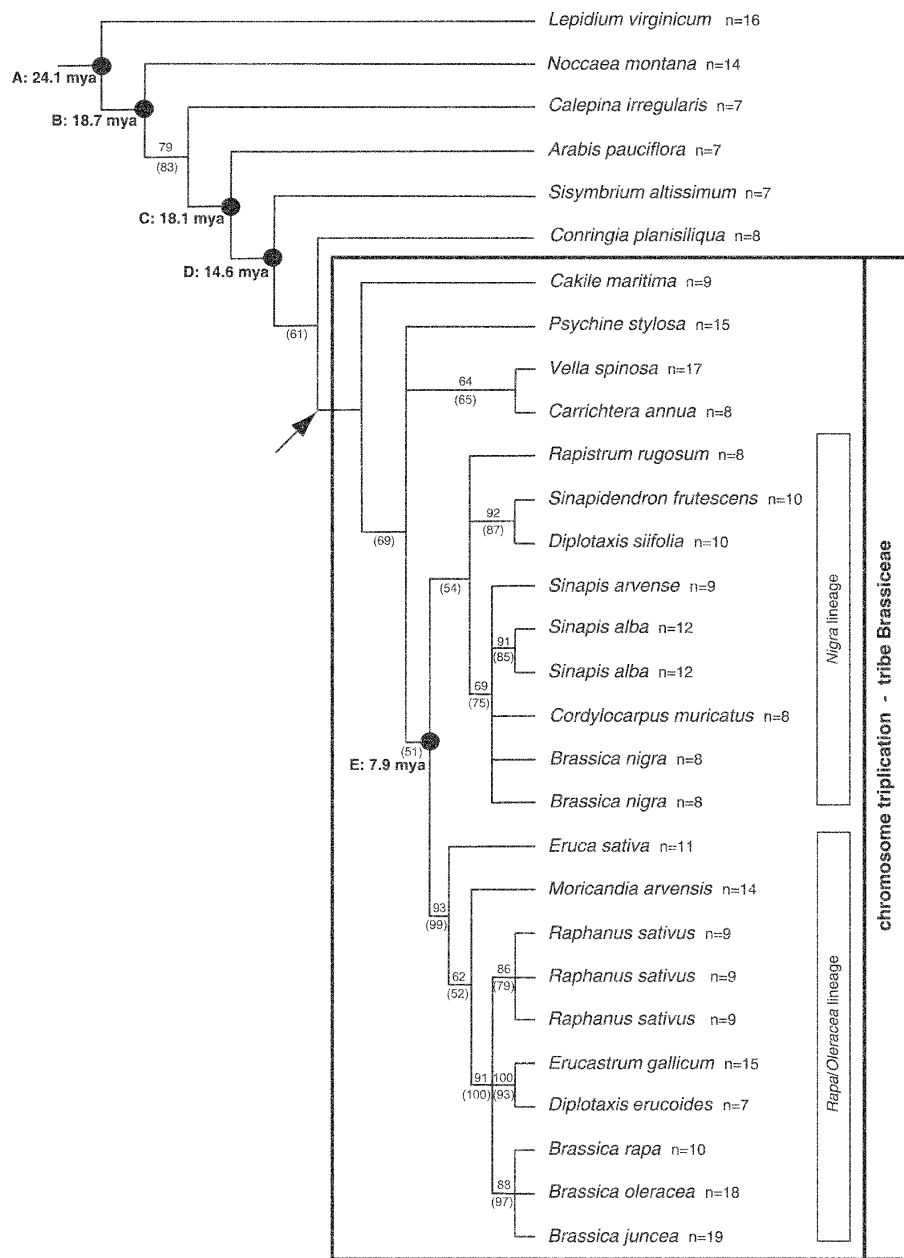 Lepidium virginicum n=16
A: 24.1 mya
Noccaea montana n=14
B: 18.7 mya
Calepina irregularis n=7
79
(83)
Arabis pauciflora n=7
C: 18.1 mya
Sisymbrium altissimum n=7
Conringia planisiliqua n=8
D: 14.6 mya
Cakile maritima n=9
(61)
Psychine stylosa n=15
Vella spinosa n=17
64
(65)
Carrichtera annua n=8
Rapistrum rugosum n=8
Sinapidendron frutescens n=10
92
(87)
(69)
Diplotaxis siifolia n=10
(54)
Sinapis arvense n=9
Sinapis alba n=12
91
(85)
Sinapis alba n=12
69
(75)
Cordylocarpus muricatus n=8
(51)
E: 7.9 mya
Brassica nigra n=8
Brassica nigra n=8
Nigra lineage
chromosome triplication - tribe Brassiceae
Eruca sativa n=11
Moricandia arvensis n=14
93
(99)
Raphanus sativus n=9
86
(79)
Raphanus sativus n=9
62
(52)
Raphanus sativus n=9
Erucastrum gallicum n=15
91
(100)
100
(93)
Diplotaxis erucoides n=7
Brassica rapa n=10
88
(97)
Brassica oleracea n=18
Brassica juncea n=19
Rapa/Oleracea lineage